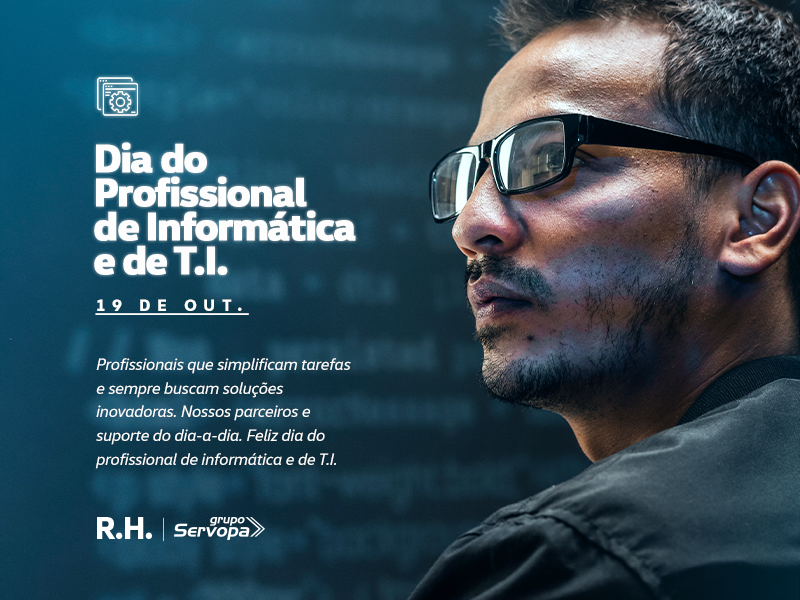 Dia do
Profissional
de Informática
e de T.I.
19 DE OUT.
Profissionais que simplificam tarefas
e sempre buscam soluções
inovadoras. Nossos parceiros e
suporte do dia-a-dia. Feliz dia do
profissional de informática e de T.I.
R.H.
grupo
Servopa